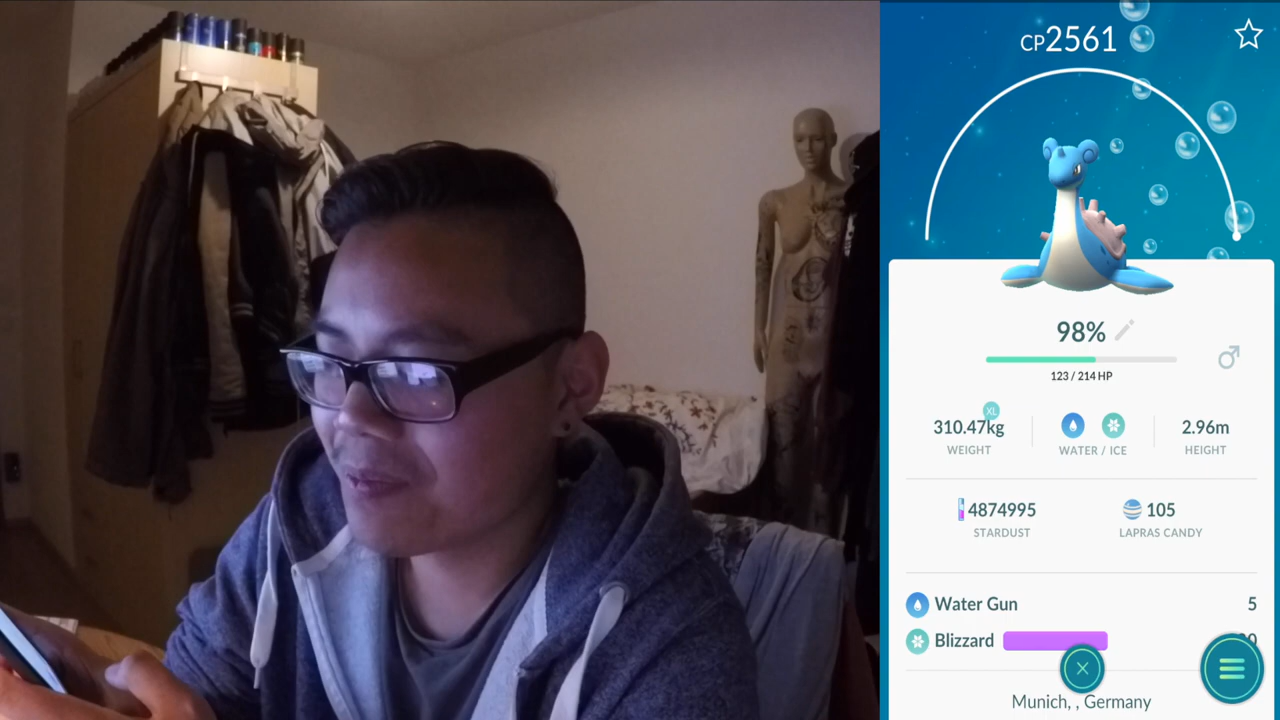 CP2561
98%
123 / 214 HP
XL
310.47kg
2.96m
WEIGHT
WATER / ICE
HEIGHT
4874995
105
STARDUST
LAPRAS CANDY
Water Gun
5
Blizzard
Munich, , Germany